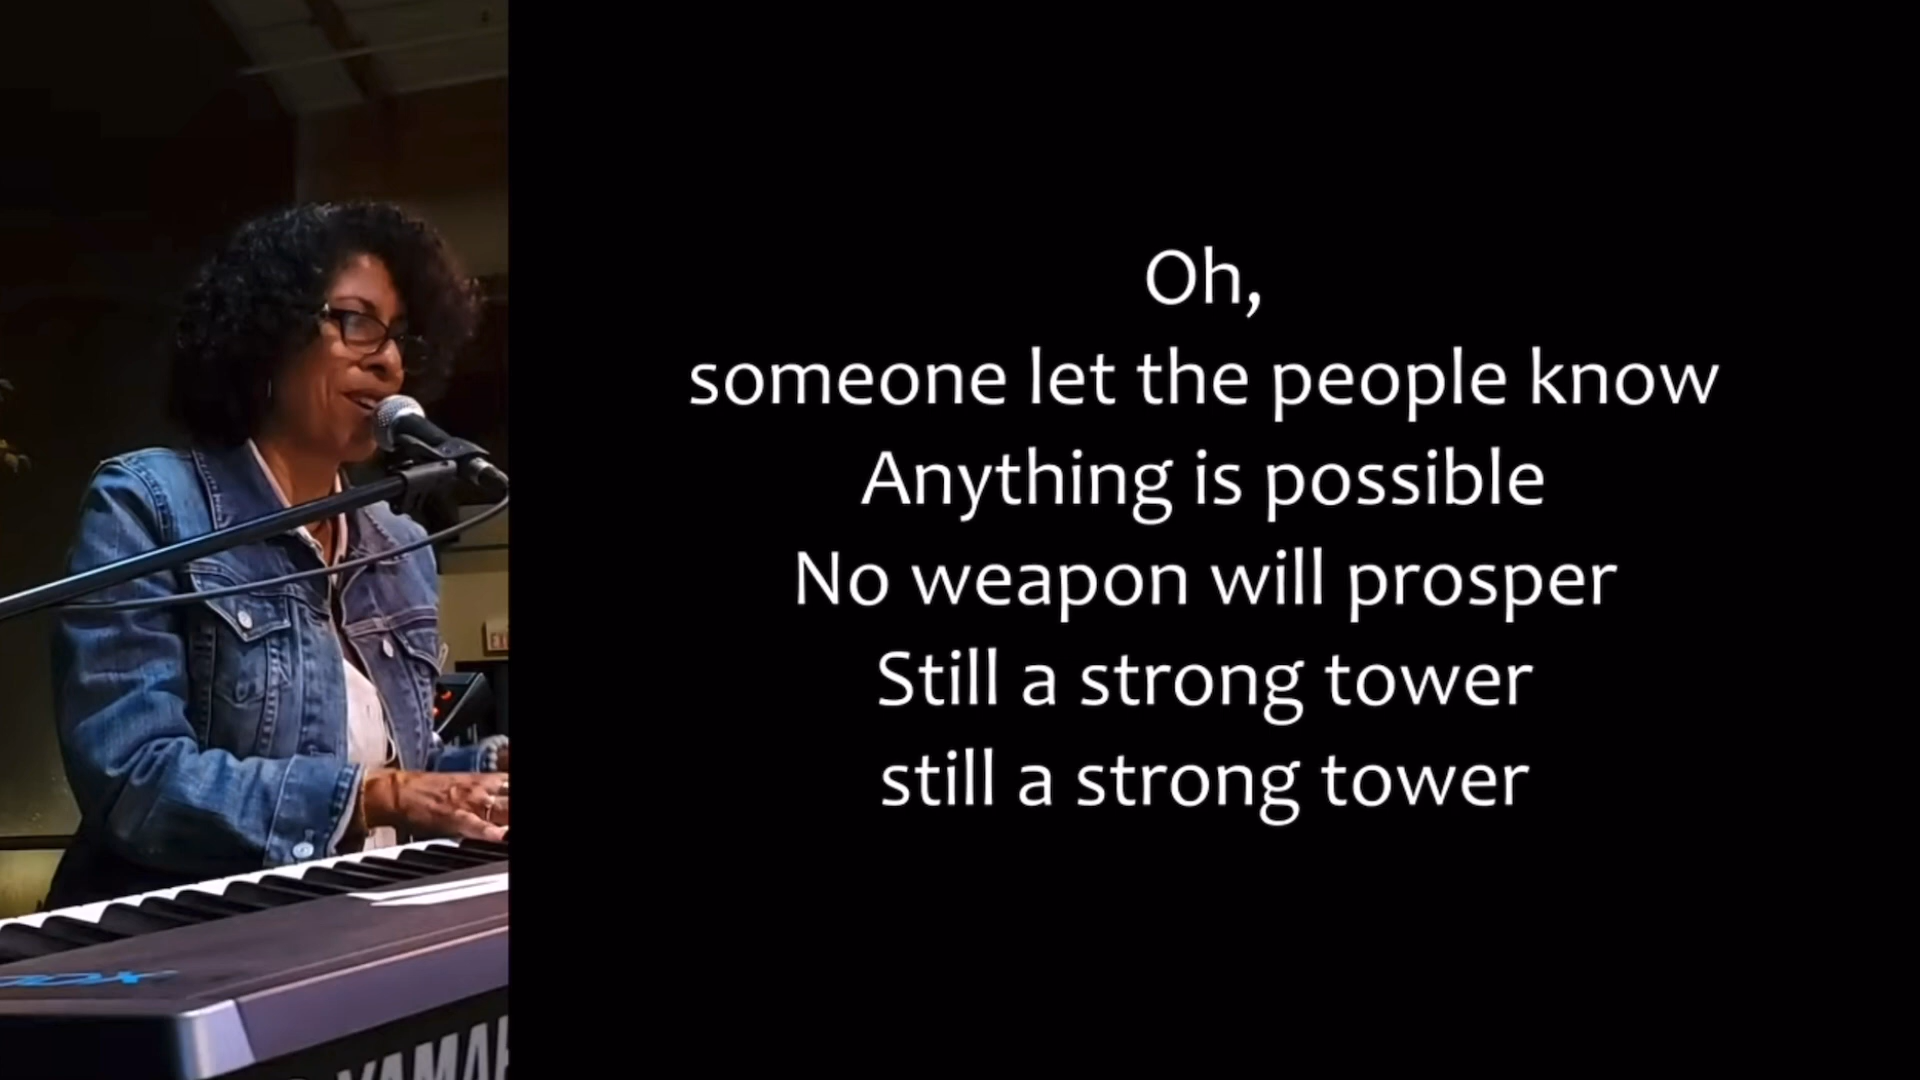 Oh,
someone let the people know
Anything is possible
No weapon will prosper
Still a strong tower
still a strong tower